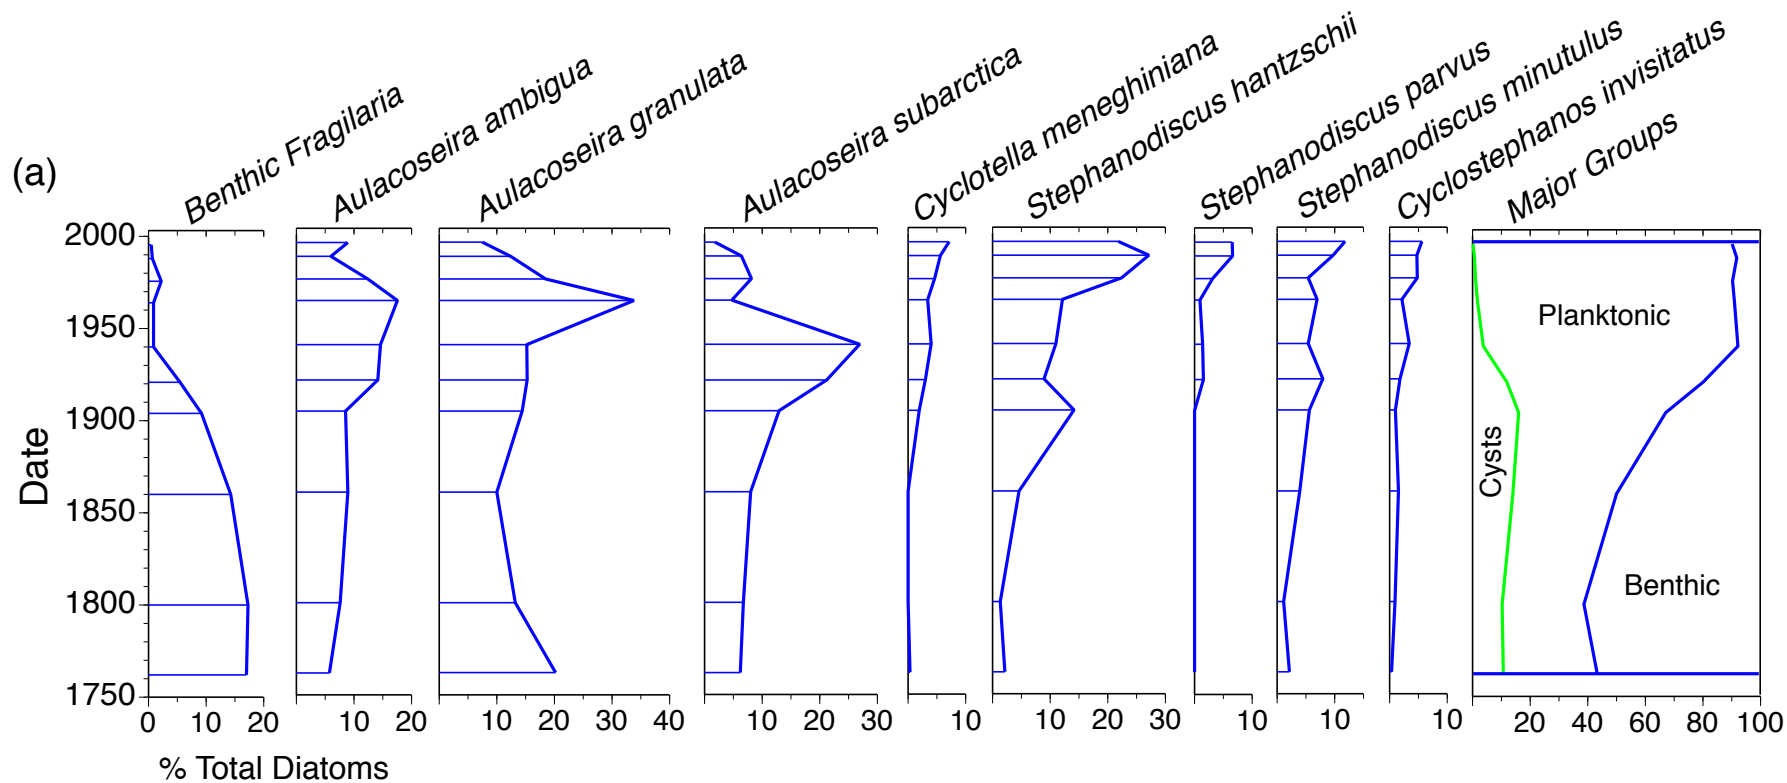 (a)
Benthic Fragilaria
Aulacoseira ambigua
Aulacoseira granulata
Aulacoseira subarctica
Cyclotella meneghiniana
Stephanodiscus hantzschii
Stephanodiscus parvus
Stephanodiscus minutulus
Cyclostephanos invisitatus
Major Groups
2000
1950
1900
1850
1800
1750
Date
Planktonic
Cysts
Benthic
0 20 10 20 10 20 30 40 10 20 30 10 10 20 30 10 10 10 20 40 60 80 100
% Total Diatoms